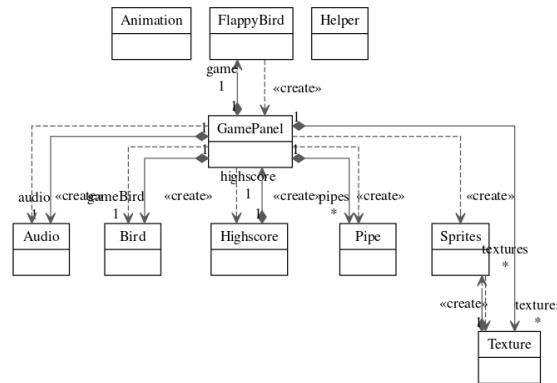 Animation FlappyBird Helper
game
1 «create»
1
GamePanel 1
1 1 1
highscore
audio «create» gameBird «create» 1 «create» pipes «create» «create»
1 1 1 *
Audio Bird Highscore Pipe Sprites
textures
*
«create» textures
1 *
Texture